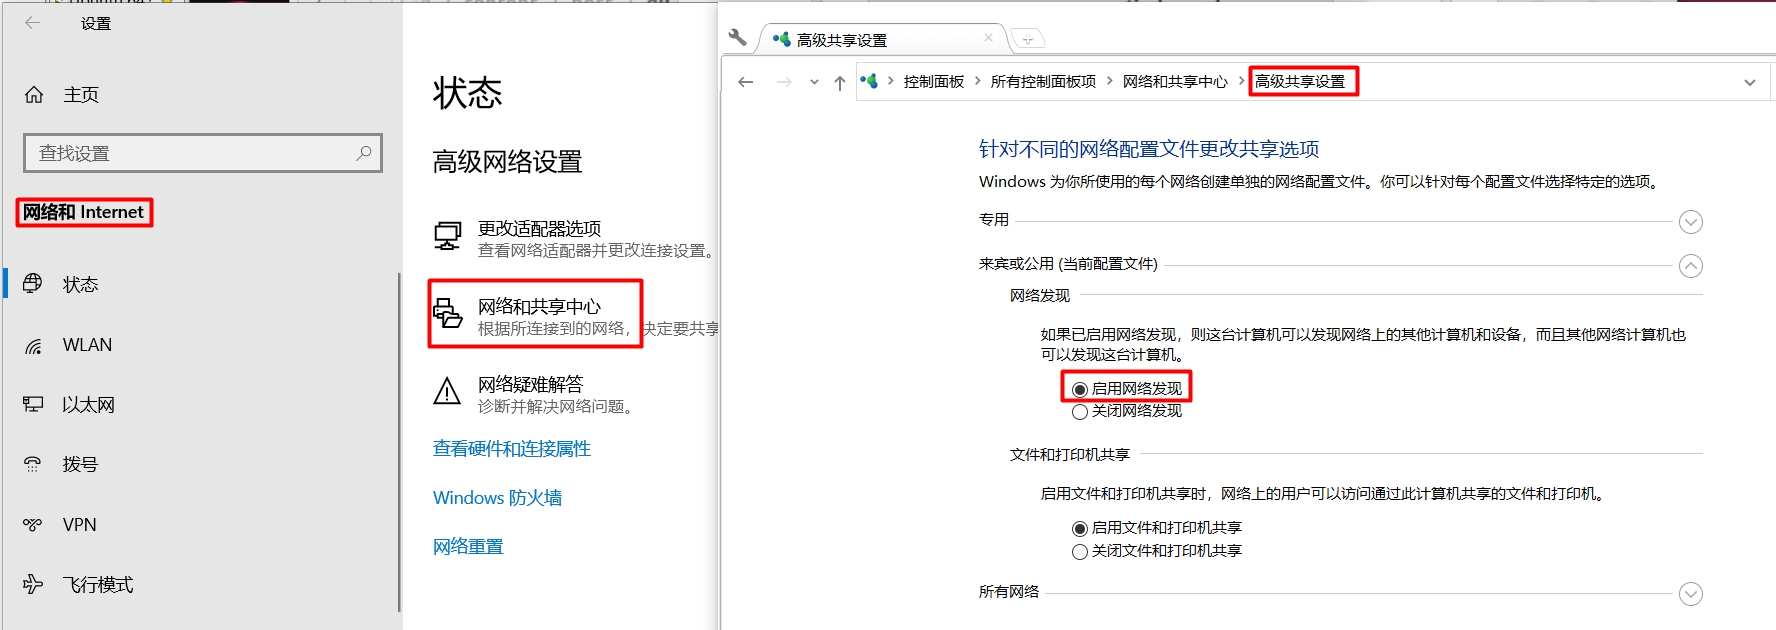 设置
主页
查找设置
网络和 Internet
状态
WLAN
以太网
拨号
VPN
飞行模式
状态
高级网络设置
更改适配器选项
查看网络适配器并更改连接设置。
网络和共享中心
根据所连接到的网络，决定要共享
网络疑难解答
诊断并解决网络问题。
查看硬件和连接属性
Windows 防火墙
网络重置
高级共享设置
控制面板
所有控制面板项
网络和共享中心
高级共享设置
针对不同的网络配置文件更改共享选项
Windows 为你所使用的每个网络创建单独的网络配置文件。你可以针对每个配置文件选择特定的选项。
专用
来宾或公用 (当前配置文件)
网络发现
如果已启用网络发现，则这台计算机可以发现网络上的其他计算机和设备，而且其他网络计算机也
可以发现这台计算机。
启用网络发现
关闭网络发现
文件和打印机共享
启用文件和打印机共享时，网络上的用户可以访问通过此计算机共享的文件和打印机。
启用文件和打印机共享
关闭文件和打印机共享
所有网络